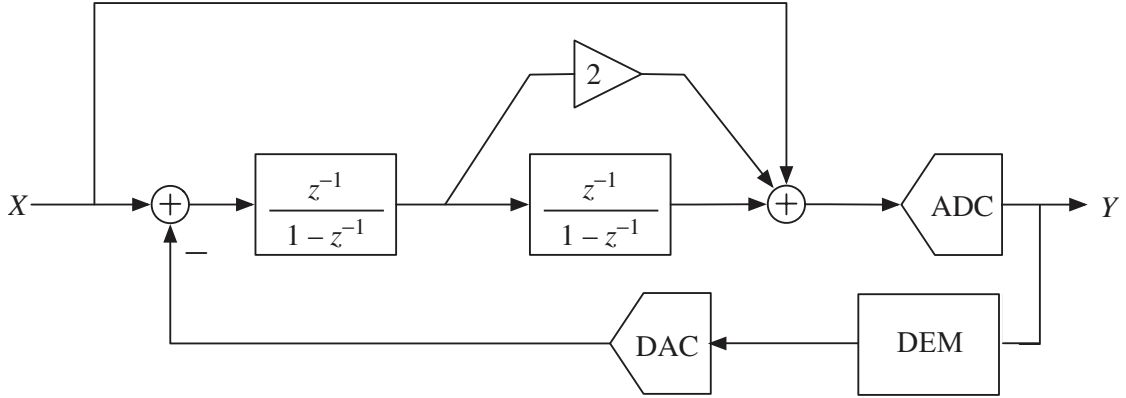 2
X
+
z⁻¹
1 – z⁻¹
z⁻¹
1 – z⁻¹
+
ADC
Y
–
DAC
DEM